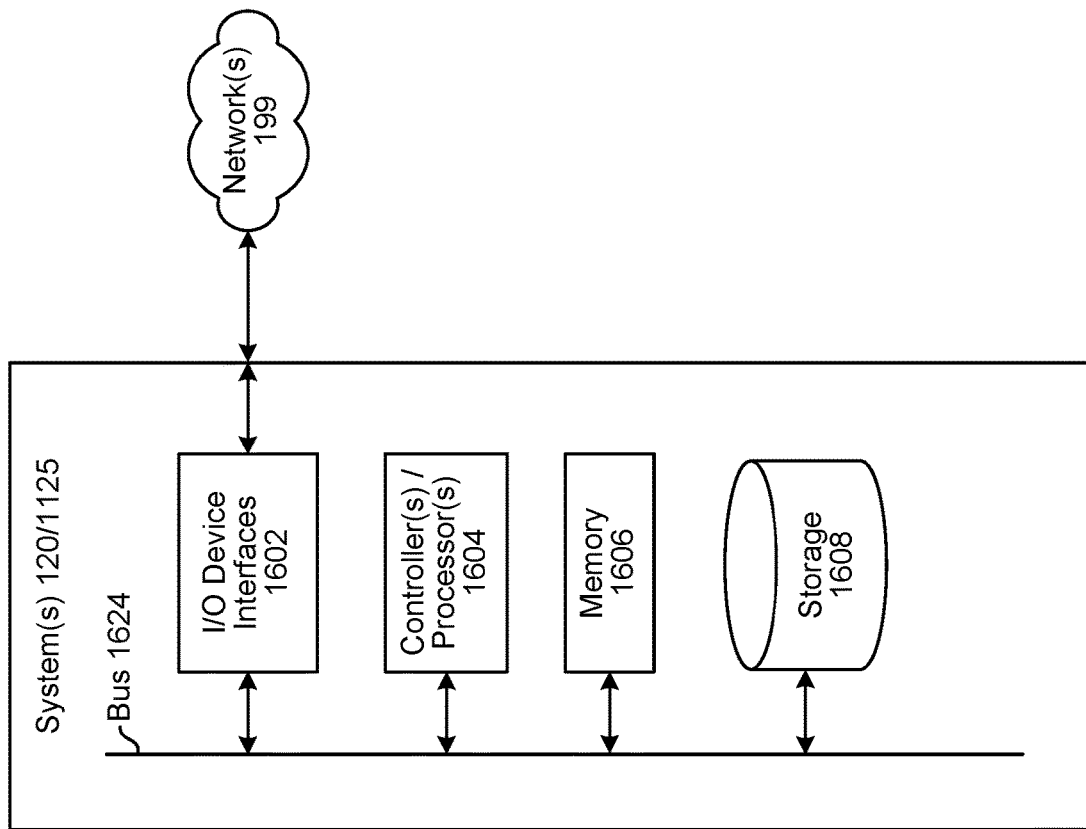 System(s) 120/1125
Bus 1624
I/O Device
Interfaces
1602
Controller(s) /
Processor(s)
1604
Memory
1606
Storage
1608
Network(s)
199